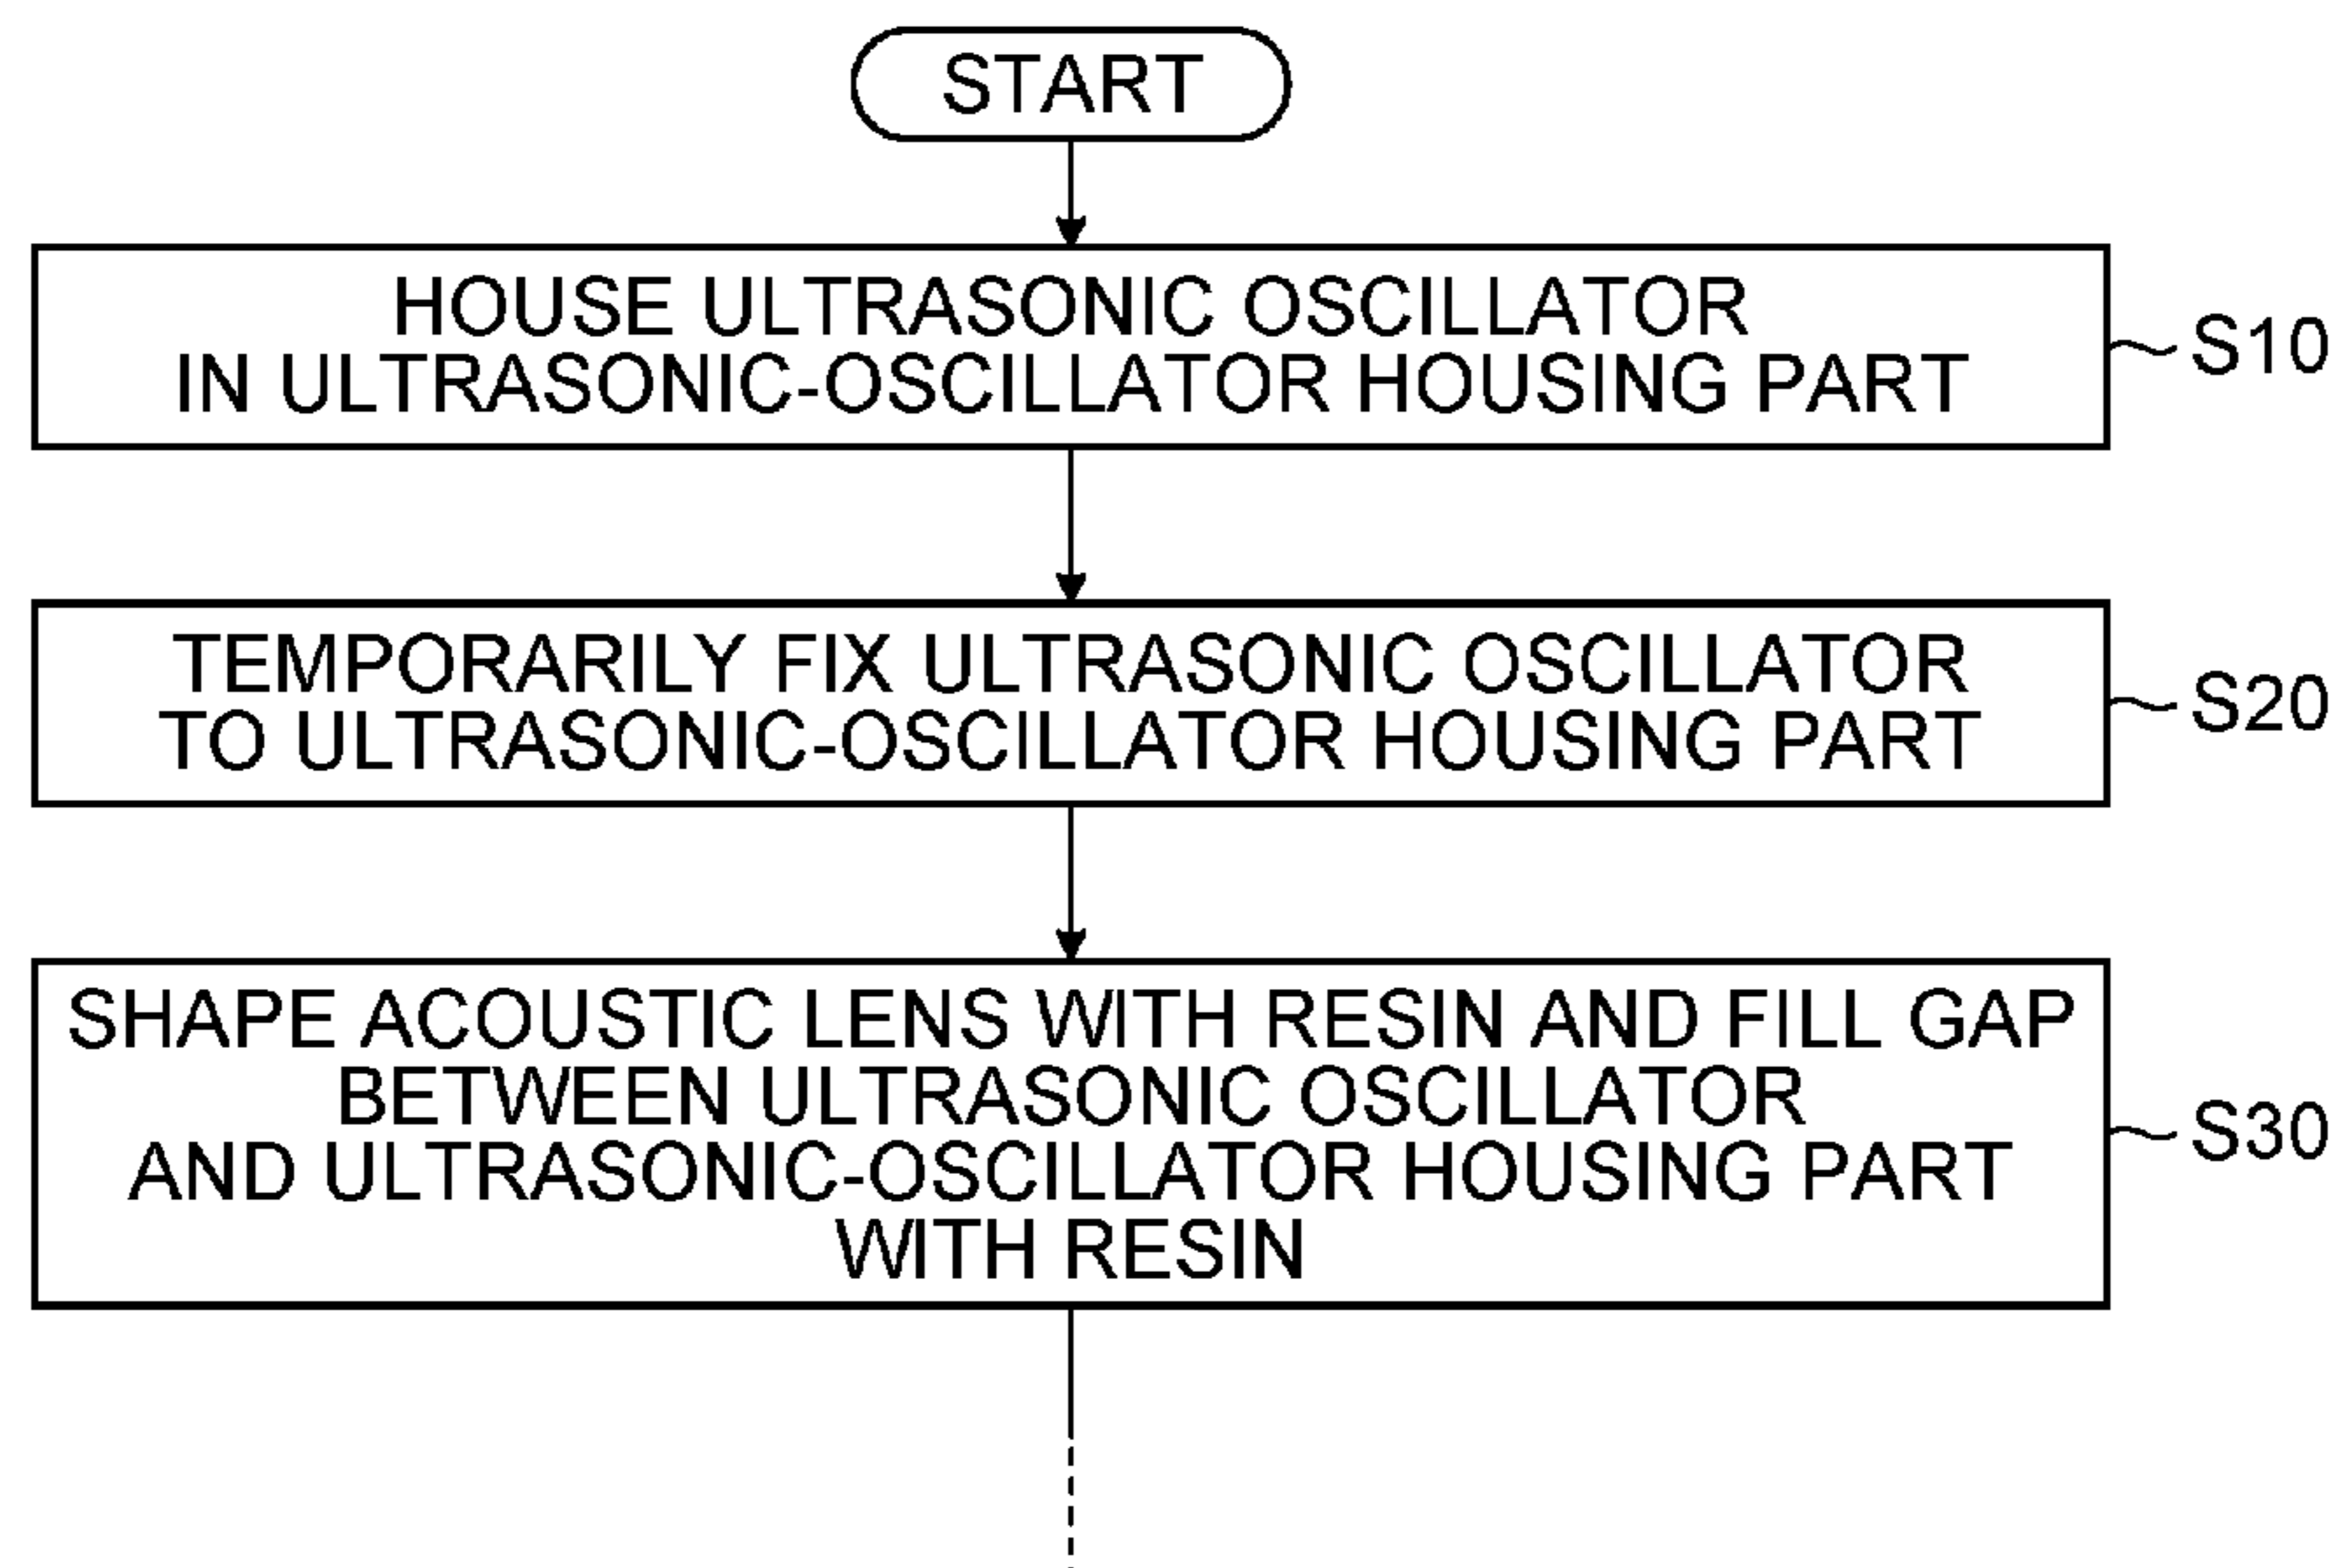 START
HOUSE ULTRASONIC OSCILLATOR
IN ULTRASONIC-OSCILLATOR HOUSING PART
S10
TEMPORARILY FIX ULTRASONIC OSCILLATOR
TO ULTRASONIC-OSCILLATOR HOUSING PART
S20
SHAPE ACOUSTIC LENS WITH RESIN AND FILL GAP
BETWEEN ULTRASONIC OSCILLATOR
AND ULTRASONIC-OSCILLATOR HOUSING PART
WITH RESIN
S30